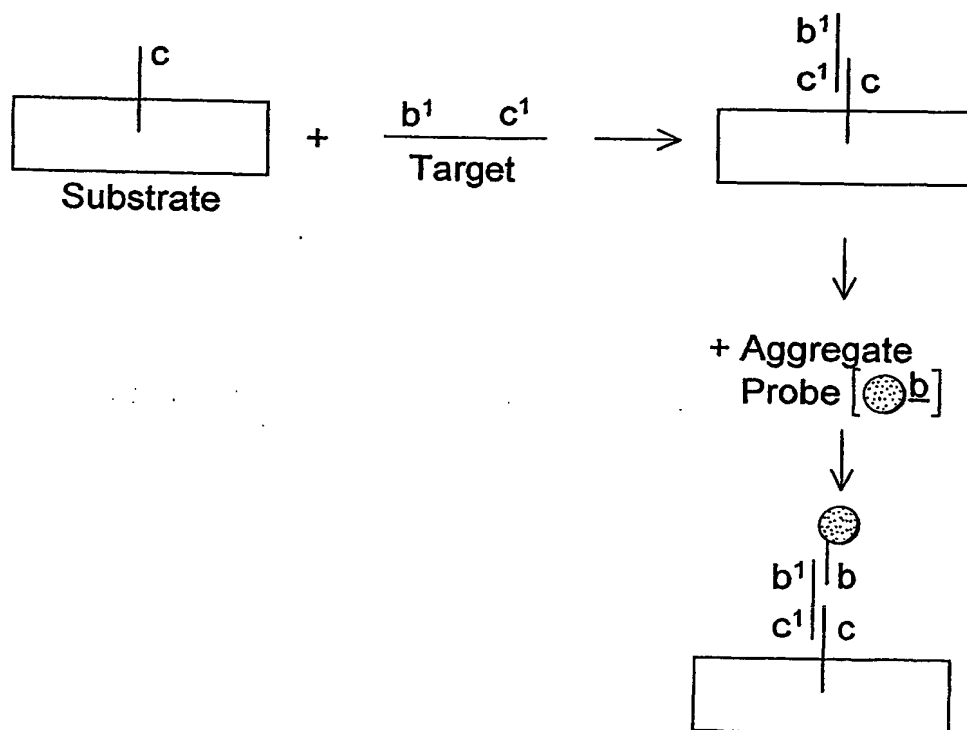 c
Substrate
+
b¹ c¹
Target
b¹
c¹ c
+ Aggregate
Probe [ b]
b¹ b
c¹ c